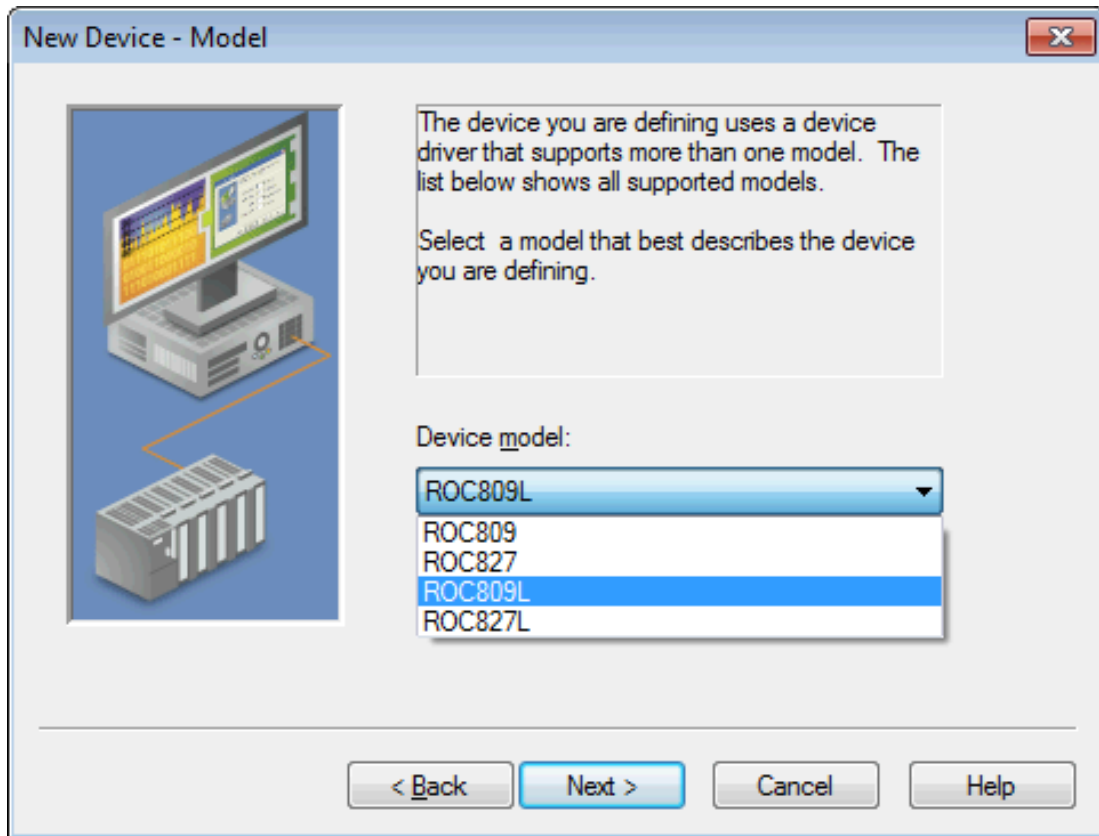 New Device - Model
The device you are defining uses a device
driver that supports more than one model.  The
list below shows all supported models.
Select  a model that best describes the device
you are defining.
Device model:
ROC809L
ROC809
ROC827
ROC809L
ROC827L
< Back
Next >
Cancel
Help